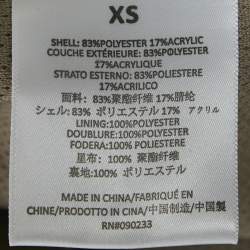 XS
SHELL: 83%POLYESTER 17%ACRYLIC
COUCHE EXTÉRIEURE: 83%POLYESTER
17%ACRYLIQUE
STRATO ESTERNO: 83%POLIESTERE
17%ACRILICO
面料: 83%聚酯纤维 17%腈纶
シェル: 83% ポリエステル 17% アクリル
LINING:100%POLYESTER
DOUBLURE:100%POLYESTER
FODERA:100%POLIESTERE
里布: 100%聚酯纤维
裏地:100%ポリエステル
MADE IN CHINA/FABRIQUÉ EN
CHINE/PRODOTTO IN CINA/中国制造/中国製
RN#090233